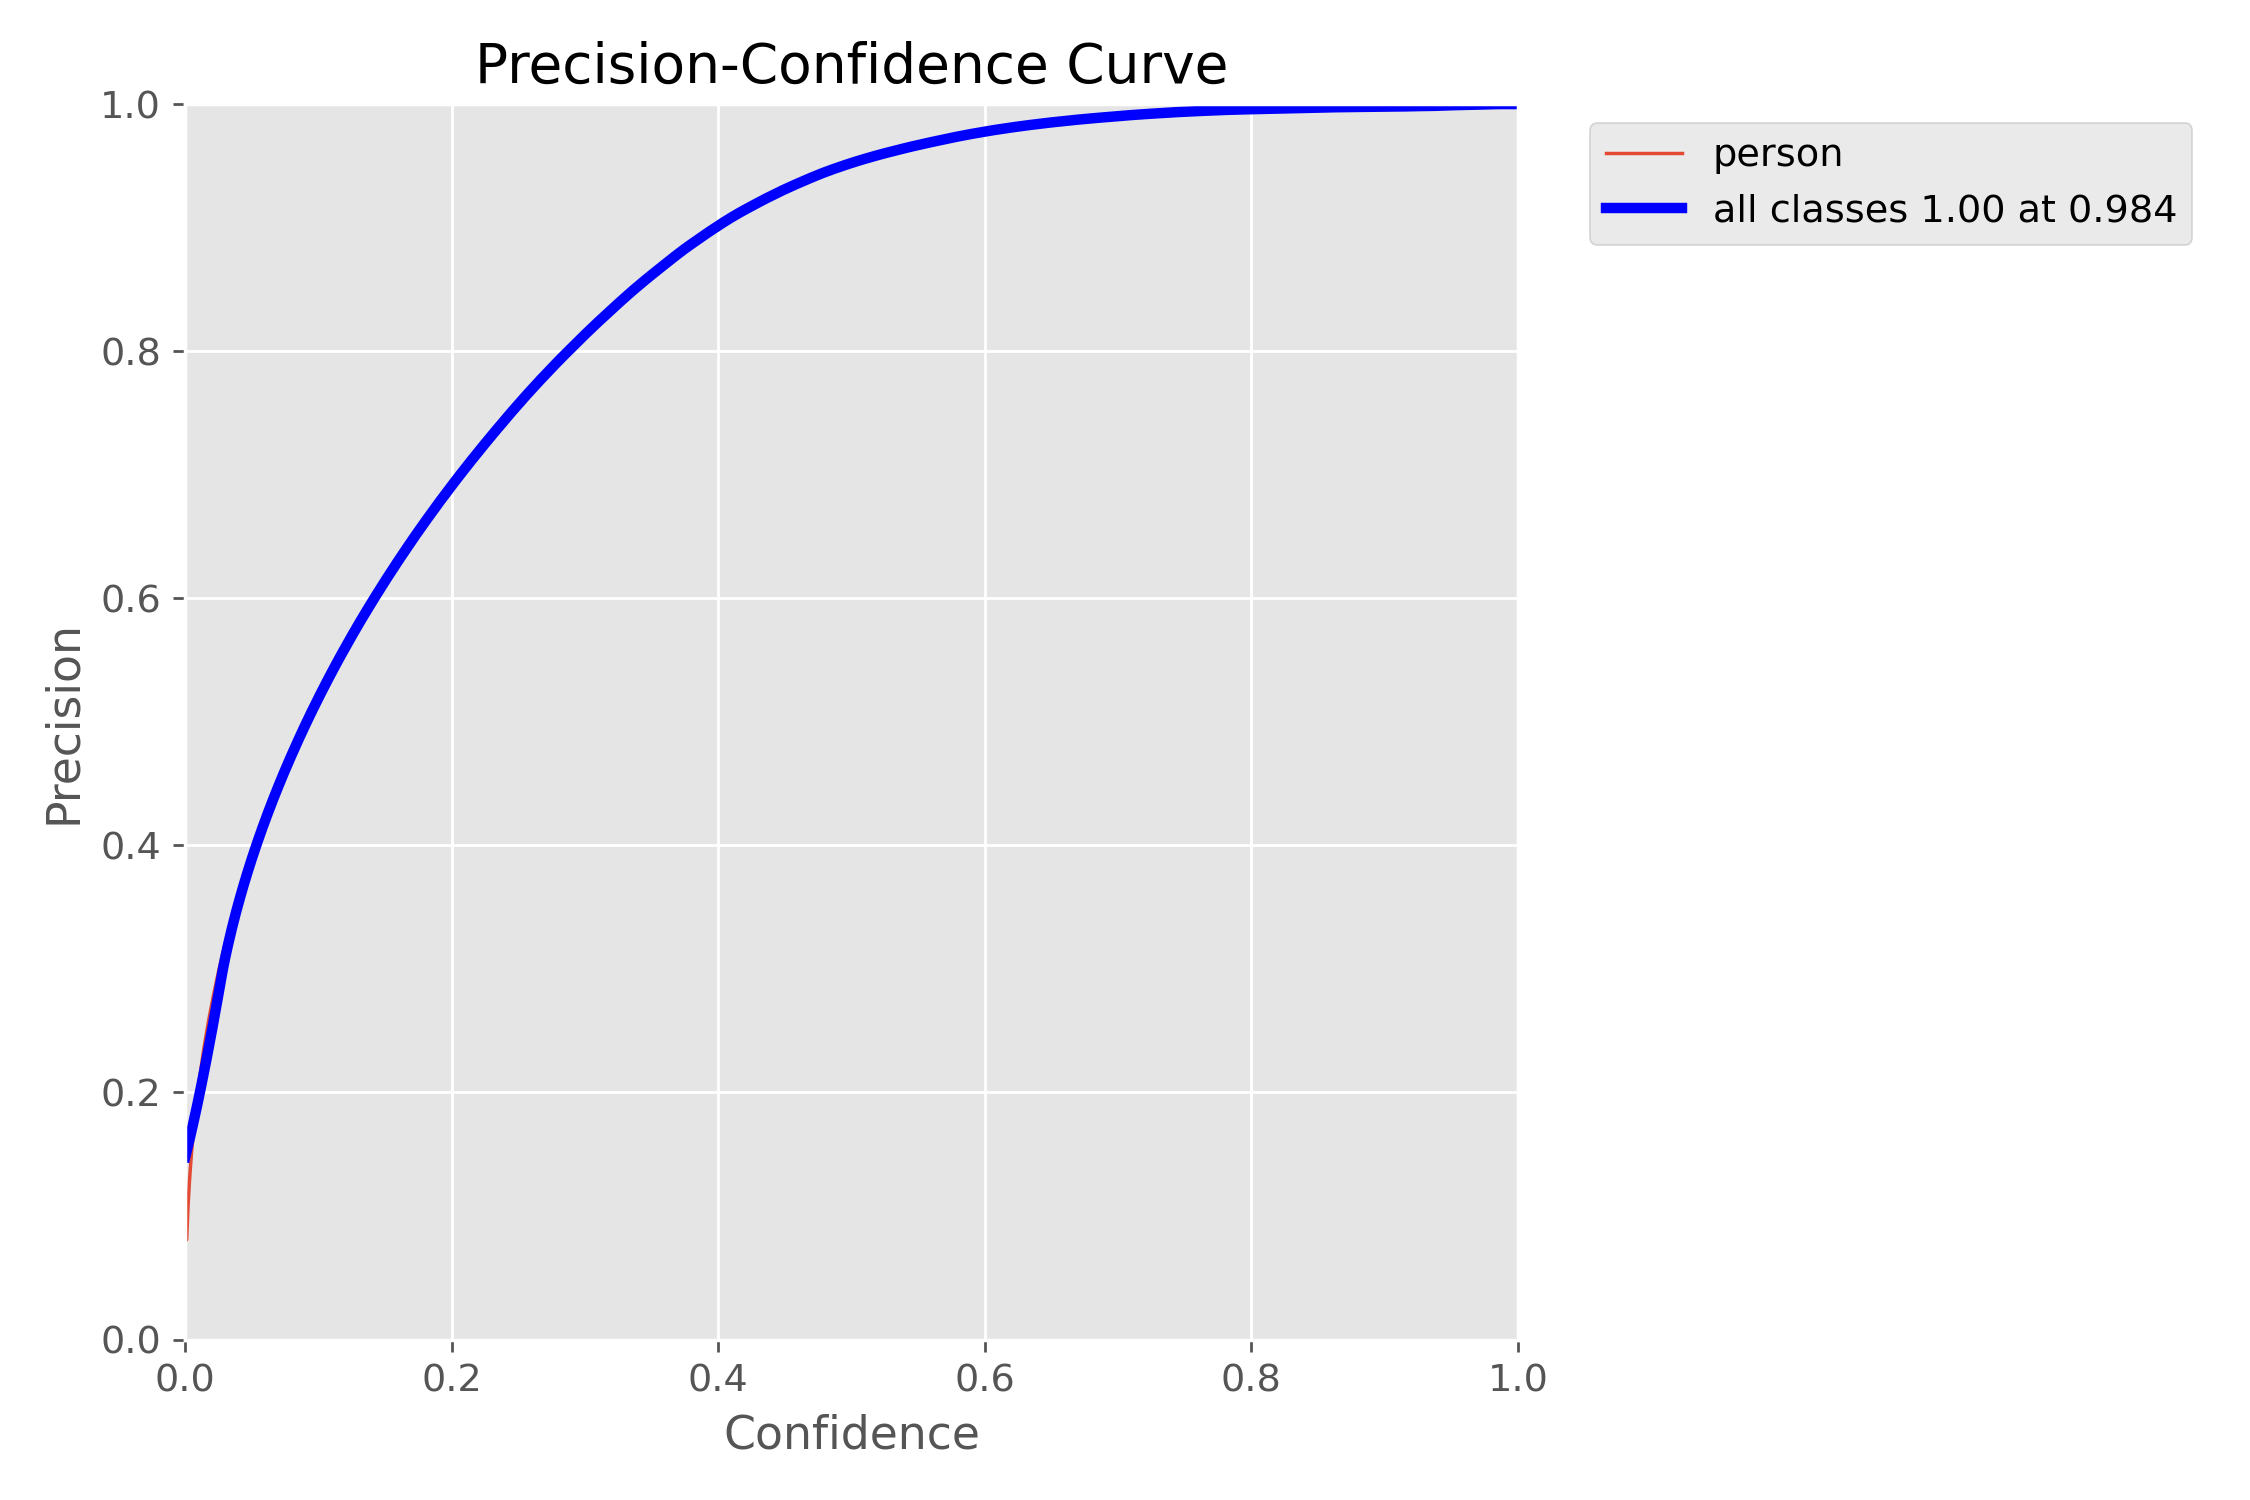 Precision-Confidence Curve
1.0
0.8
0.6
0.4
0.2
0.0
Precision
0.0 0.2 0.4 0.6 0.8 1.0
Confidence
person
all classes 1.00 at 0.984